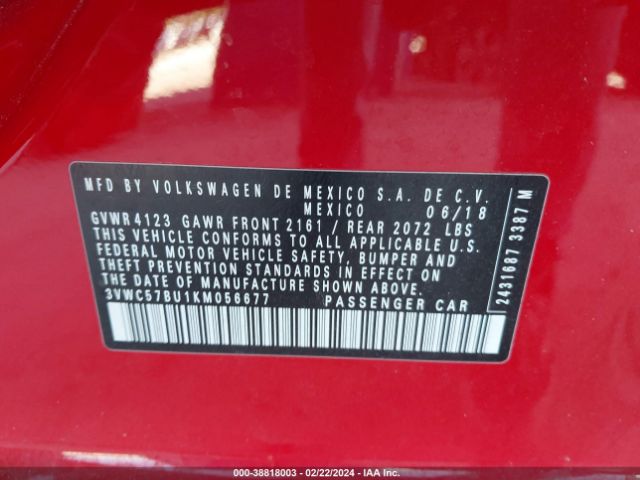 MFD BY VOLKSWAGEN DE MEXICO S.A. DE C.V.
MEXICO 06/18
GVWR 4123 GAWR FRONT 2161 / REAR 2072 LBS
THIS VEHICLE CONFORMS TO ALL APPLICABLE U.S.
FEDERAL MOTOR VEHICLE SAFETY, BUMPER AND
THEFT PREVENTION STANDARDS IN EFFECT ON
THE DATE OF MANUFACTURE SHOWN ABOVE.
3VWC57BU1KM056677 PASSENGER CAR
2431687 3387 M
000-38818003 - 02/22/2024 - IAAI.CA